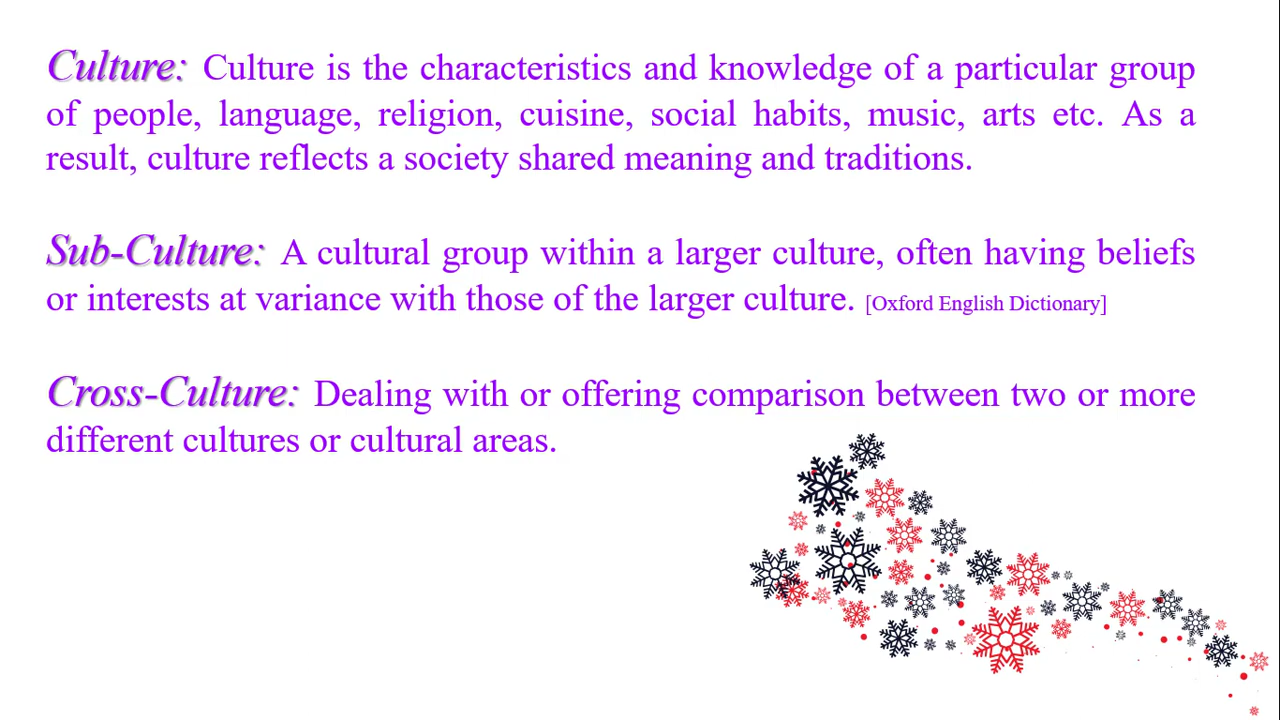 Culture: Culture is the characteristics and knowledge of a particular group
of people, language, religion, cuisine, social habits, music, arts etc. As a
result, culture reflects a society shared meaning and traditions.
Sub-Culture: A cultural group within a larger culture, often having beliefs
or interests at variance with those of the larger culture. [Oxford English Dictionary]
Cross-Culture: Dealing with or offering comparison between two or more
different cultures or cultural areas.